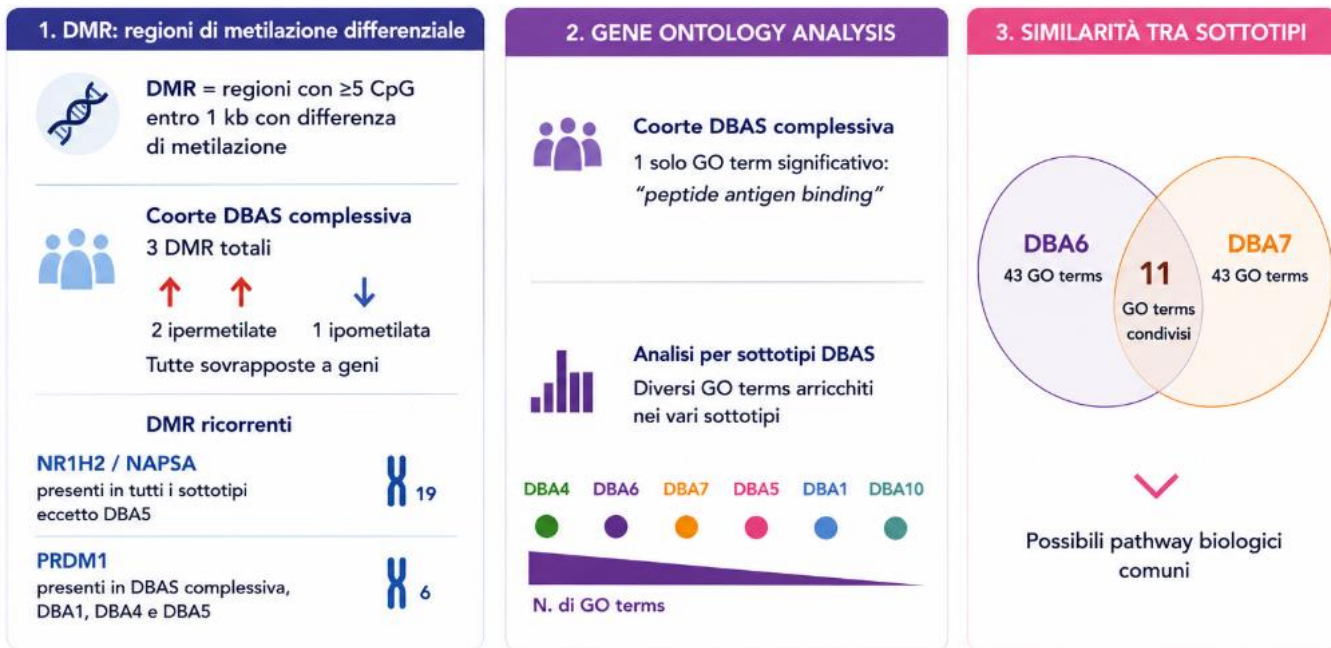 1. DMR: regioni di metilazione differenziale
DMR = regioni con ≥5 CpG
entro 1 kb con differenza
di metilazione
Coorte DBAS complessiva
3 DMR totali
2 ipermetilate
1 ipometilata
Tutte sovrapposte a geni
DMR ricorrenti
NR1H2 / NAPSA
presenti in tutti i sottotipi
eccetto DBA5
19
PRDM1
presenti in DBAS complessiva,
DBA1, DBA4 e DBA5
6
2. GENE ONTOLOGY ANALYSIS
Coorte DBAS complessiva
1 solo GO term significativo:
“peptide antigen binding”
Analisi per sottotipi DBAS
Diversi GO terms arricchiti
nei vari sottotipi
DBA4 DBA6 DBA7 DBA5 DBA1 DBA10
N. di GO terms
3. SIMILARITÀ TRA SOTTOTIPI
DBA6
43 GO terms
11
GO terms
condivisi
DBA7
43 GO terms
Possibili pathway biologici
comuni